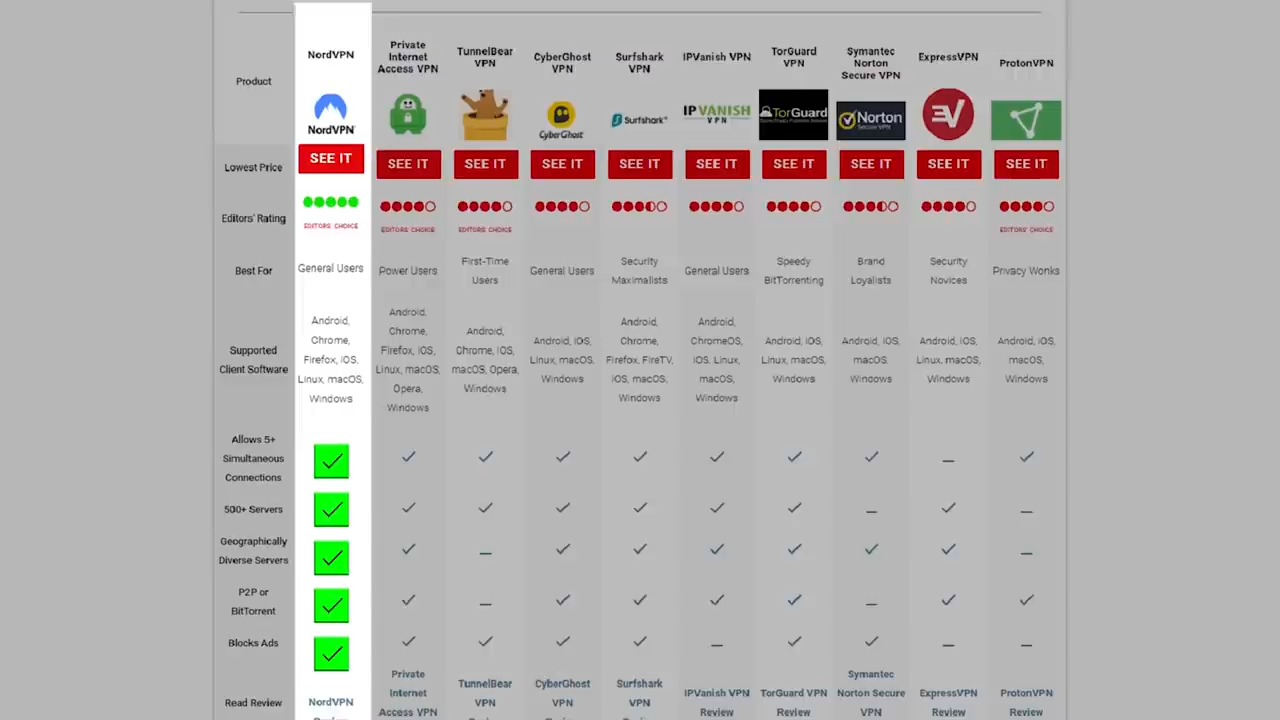 Product
NordVPN
Private
Internet
Access VPN
TunnelBear
VPN
CyberGhost
VPN
Surfshark
VPN
IPVanish VPN
TorGuard
VPN
Symantec
Norton
Secure VPN
ExpressVPN
ProtonVPN
NordVPN
CyberGhost
Surfshark
IPVANISH
VPN
TorGuard
Norton
Secure VPN
Lowest Price
SEE IT
SEE IT
SEE IT
SEE IT
SEE IT
SEE IT
SEE IT
SEE IT
SEE IT
SEE IT
Editors' Rating
EDITORS' CHOICE
EDITORS' CHOICE
EDITORS' CHOICE
EDITORS' CHOICE
Best For
General Users
Power Users
First-Time
Users
General Users
Security
Maximalists
General Users
Speedy
BitTorrenting
Brand
Loyalists
Security
Novices
Privacy Wonks
Supported
Client Software
Android,
Chrome,
Firefox, iOS,
Linux, macOS,
Windows
Android,
Chrome,
Firefox, iOS,
Linux, macOS,
Opera,
Windows
Android,
Chrome, iOS,
macOS, Opera,
Windows
Android, iOS,
Linux, macOS,
Windows
Android,
Chrome,
Firefox, FireTV,
iOS, macOS,
Windows
Android,
ChromeOS,
iOS, Linux,
macOS,
Windows
Android, iOS,
Linux, macOS,
Windows
Android, iOS,
macOS,
Windows
Android, iOS,
Linux, macOS,
Windows
Android, iOS,
macOS,
Windows
Allows 5+
Simultaneous
Connections
500+ Servers
Geographically
Diverse Servers
P2P or
BitTorrent
Blocks Ads
Read Review
NordVPN
Private
Internet
Access VPN
TunnelBear
VPN
CyberGhost
VPN
Surfshark
VPN
IPVanish VPN
Review
TorGuard VPN
Review
Symantec
Norton Secure
VPN
ExpressVPN
Review
ProtonVPN
Review